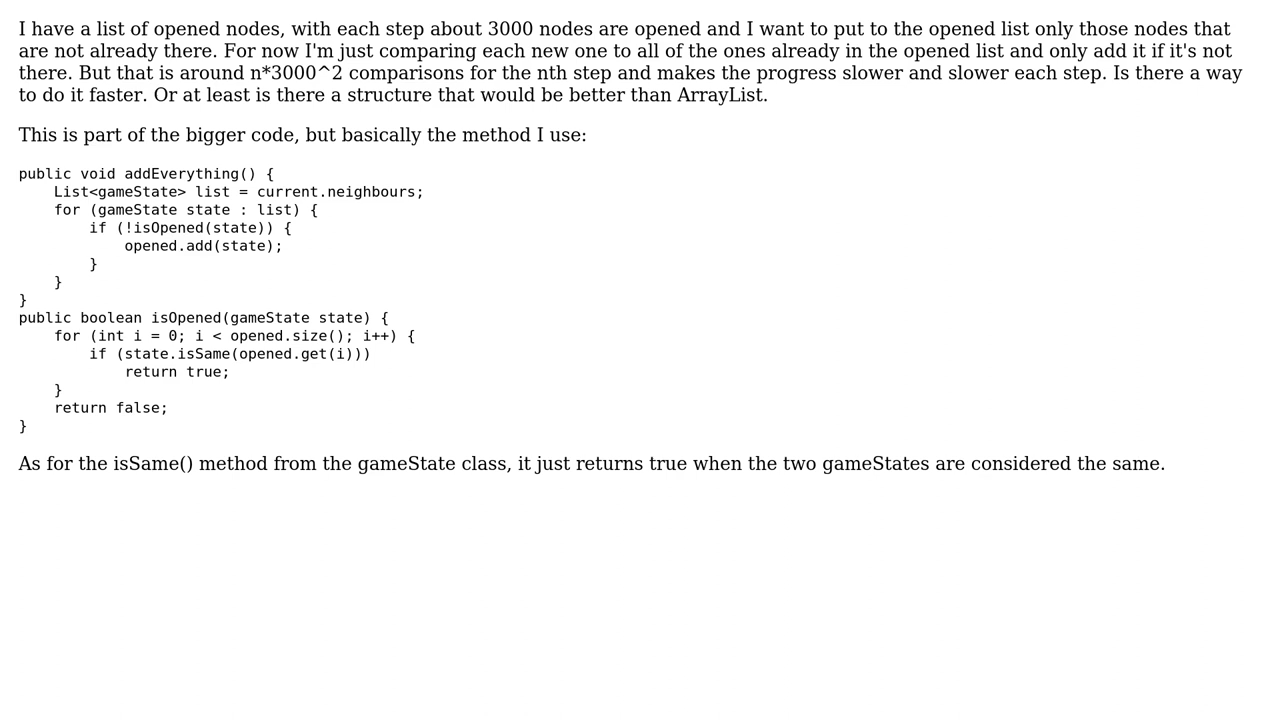 I have a list of opened nodes, with each step about 3000 nodes are opened and I want to put to the opened list only those nodes that
are not already there. For now I'm just comparing each new one to all of the ones already in the opened list and only add it if it's not
there. But that is around n*3000^2 comparisons for the nth step and makes the progress slower and slower each step. Is there a way
to do it faster. Or at least is there a structure that would be better than ArrayList.
This is part of the bigger code, but basically the method I use:
public void addEverything() {
    List<gameState> list = current.neighbours;
    for (gameState state : list) {
        if (!isOpened(state)) {
            opened.add(state);
        }
    }
}
public boolean isOpened(gameState state) {
    for (int i = 0; i < opened.size(); i++) {
        if (state.isSame(opened.get(i)))
            return true;
    }
    return false;
}
As for the isSame() method from the gameState class, it just returns true when the two gameStates are considered the same.